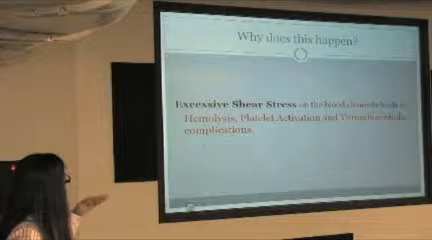 Why does this happen?
Excessive Shear Stress on the blood elements leads to
Hemolysis, Platelet Activation and Thromboembolic
complications.